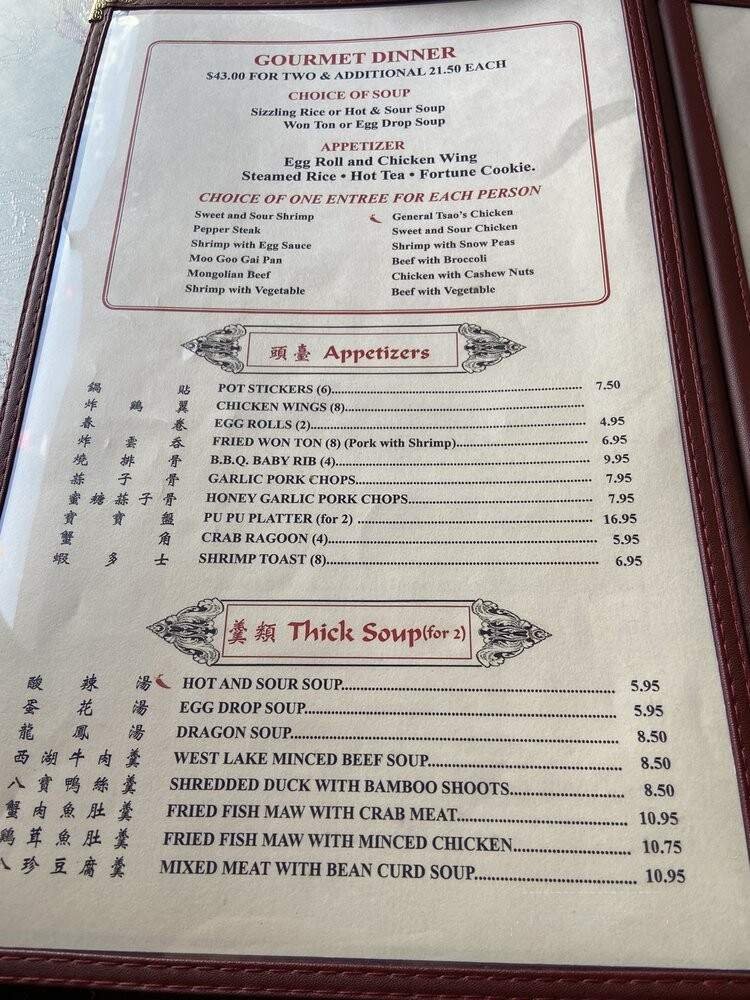 GOURMET DINNER
$43.00 FOR TWO & ADDITIONAL 21.50 EACH
CHOICE OF SOUP
Sizzling Rice or Hot & Sour Soup
Won Ton or Egg Drop Soup
APPETIZER
Egg Roll and Chicken Wing
Steamed Rice • Hot Tea • Fortune Cookie.
CHOICE OF ONE ENTREE FOR EACH PERSON
Sweet and Sour Shrimp
Pepper Steak
Shrimp with Egg Sauce
Moo Goo Gai Pan
Mongolian Beef
Shrimp with Vegetable
General Tsao's Chicken
Sweet and Sour Chicken
Shrimp with Snow Peas
Beef with Broccoli
Chicken with Cashew Nuts
Beef with Vegetable
頭臺 Appetizers
鍋貼 POT STICKERS (6) 7.50
炸鷄翼 CHICKEN WINGS (8)
春卷 EGG ROLLS (2) 4.95
炸雲吞 FRIED WON TON (8) (Pork with Shrimp) 6.95
燒排骨 B.B.Q. BABY RIB (4) 9.95
蒜子骨 GARLIC PORK CHOPS 7.95
蜜糖蒜子骨 HONEY GARLIC PORK CHOPS 7.95
寶寶盤 PU PU PLATTER (for 2) 16.95
蟹角 CRAB RAGOON (4) 5.95
蝦多士 SHRIMP TOAST (8) 6.95
羹類 Thick Soup (for 2)
酸辣湯 HOT AND SOUR SOUP 5.95
蛋花湯 EGG DROP SOUP 5.95
龍鳳湯 DRAGON SOUP 8.50
西湖牛肉羹 WEST LAKE MINCED BEEF SOUP 8.50
八寶鴨絲羹 SHREDDED DUCK WITH BAMBOO SHOOTS 8.50
蟹肉魚肚羹 FRIED FISH MAW WITH CRAB MEAT 10.95
鷄茸魚肚羹 FRIED FISH MAW WITH MINCED CHICKEN 10.75
八珍豆腐羹 MIXED MEAT WITH BEAN CURD SOUP 10.95